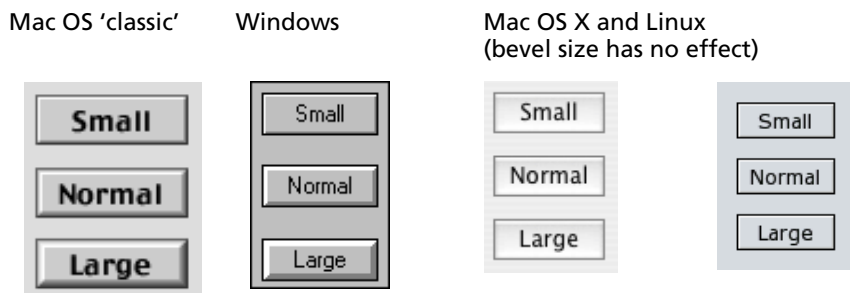 Mac OS ‘classic’
Windows
Mac OS X and Linux
(bevel size has no effect)
Small
Normal
Large
Small
Normal
Large
Small
Normal
Large
Small
Normal
Large